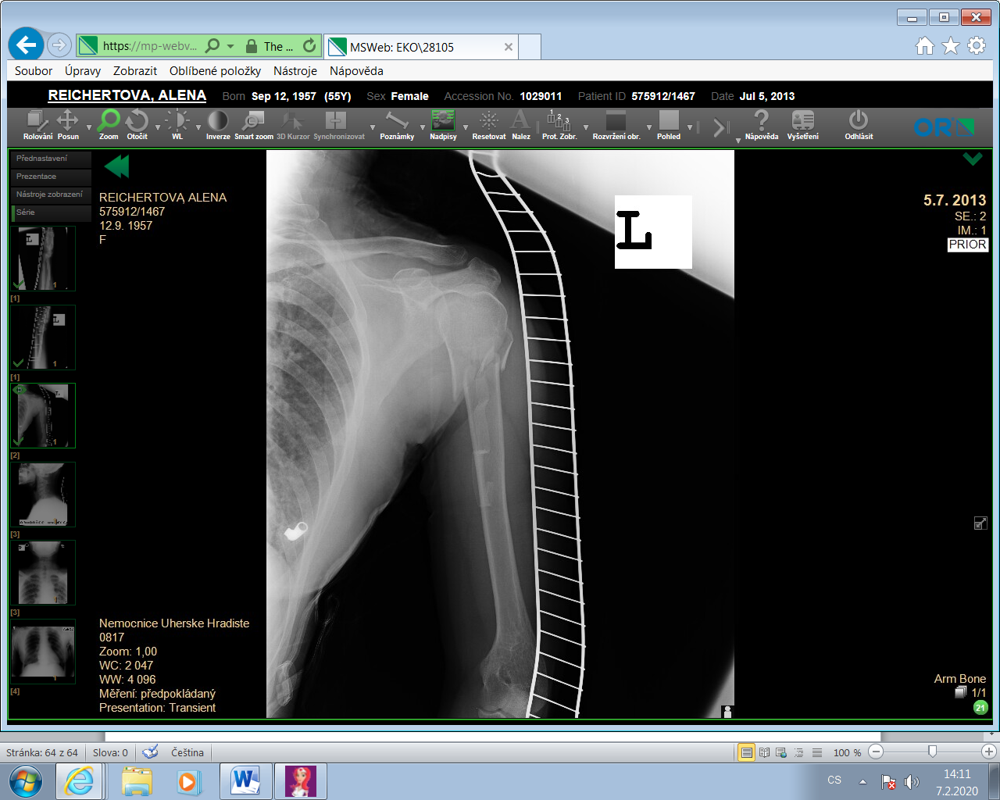 https://mp-webv... The ...
MSWeb: EKO\28105
Soubor Úpravy Zobrazit Oblíbené položky Nástroje Nápověda
REICHERTOVA, ALENA Born Sep 12, 1957 (55Y) Sex Female Accession No. 1029011 Patient ID 575912/1467 Date Jul 5, 2013
Rolování Posun Zoom Otočit WL Inverze Smart zoom 3D Kurzor Synchronizovat Poznámky Nadpisy Resetovat Nalez Prot. Zobr. Rozvržení obr. Pohled Nápověda Vyšetření Odhlásit
Přednastavení
Prezentace
Nástroje zobrazení
Série
1
[1]
1
[1]
1
[2]
[3]
[3]
1
[4]
REICHERTOVA, ALENA
575912/1467
12.9. 1957
F
L
5.7. 2013
SE.: 2
IM.: 1
PRIOR
Nemocnice Uherske Hradiste
0817
Zoom: 1,00
WC: 2 047
WW: 4 096
Měření: předpokládaný
Presentation: Transient
Arm Bone
1/1
21
Stránka: 64 z 64 Slova: 0 Čeština 100 %
CS 14:11
7.2.2020